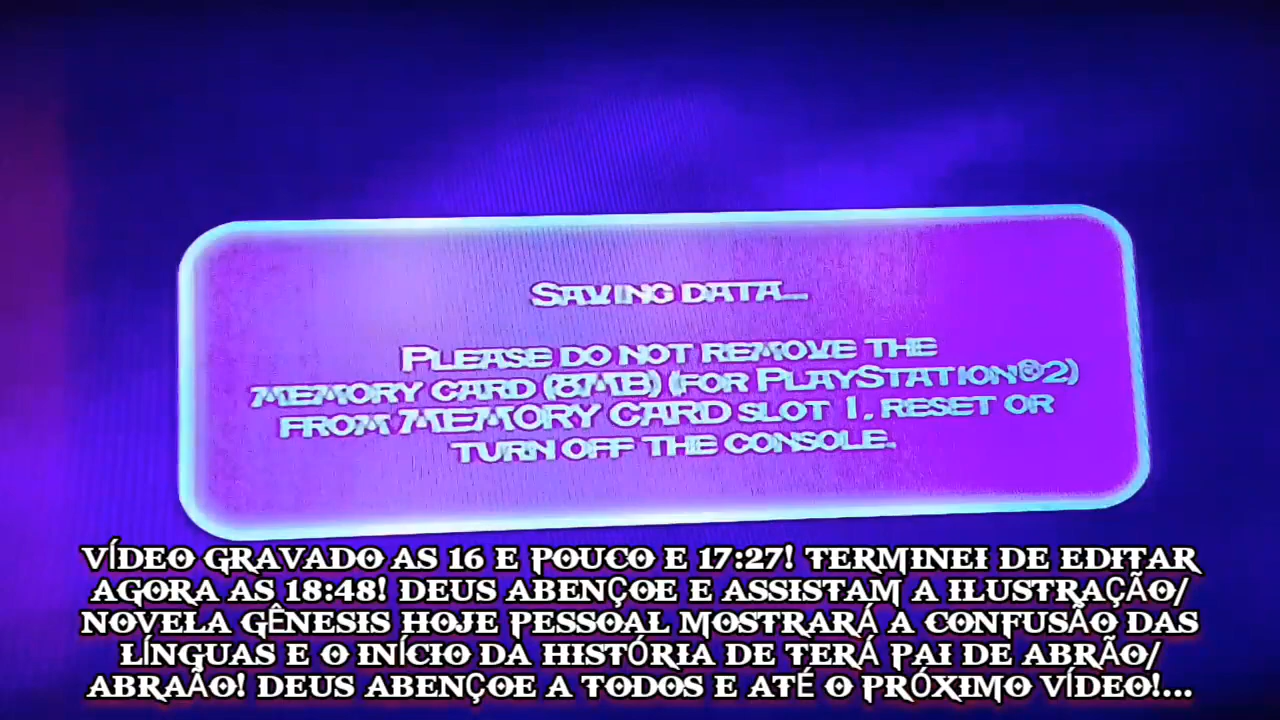 SAVING DATA...
PLEASE DO NOT REMOVE THE
MEMORY CARD (8MB) (FOR PLAYSTATION®2)
FROM MEMORY CARD SLOT 1, RESET OR
TURN OFF THE CONSOLE.
VÍDEO GRAVADO AS 16 E POUCO E 17:27! TERMINEI DE EDITAR
AGORA AS 18:48! DEUS ABENÇOE E ASSISTAM A ILUSTRAÇÃO/
NOVELA GÊNESIS HOJE PESSOAL MOSTRARÁ A CONFUSÃO DAS
LÍNGUAS E O INÍCIO DA HISTÓRIA DE TERÁ PAI DE ABRÃO/
ABRAÃO! DEUS ABENÇOE A TODOS E ATÉ O PRÓXIMO VÍDEO!...